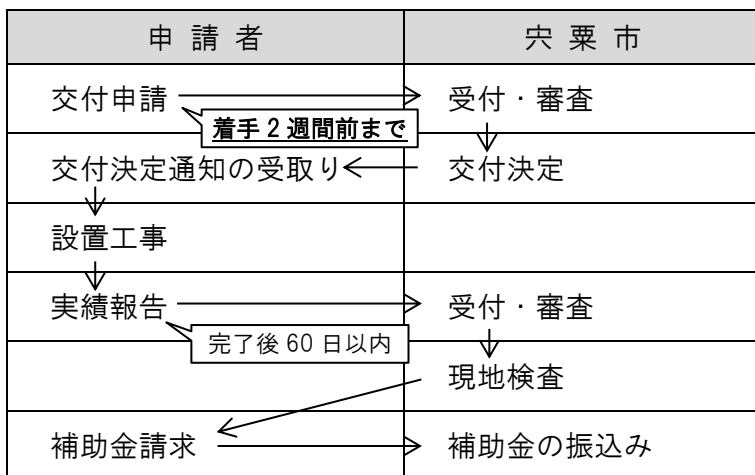 申 請 者 宍 粟 市
交付申請 受付・審査
着手２週間前まで
交付決定通知の受取り 交付決定
設置工事
実績報告 受付・審査
完了後 60 日以内
現地検査
補助金請求 補助金の振込み